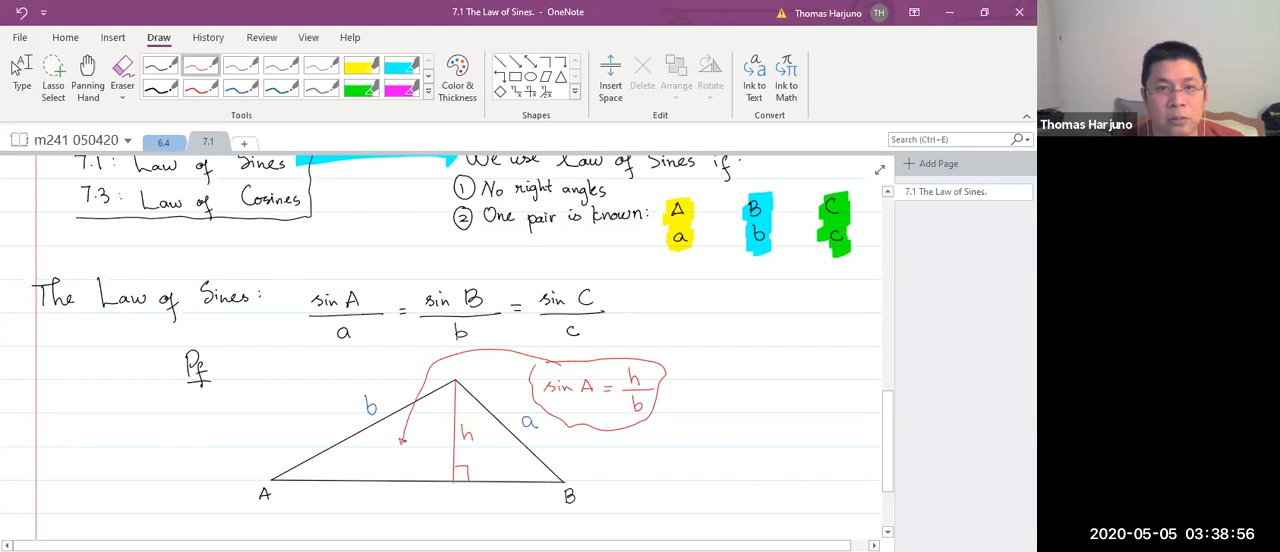 7.1 The Law of Sines. - OneNote
Thomas Harjuno TH
File Home Insert Draw History Review View Help
Type Lasso Select Panning Hand Eraser Color & Thickness Insert Space Delete Arrange Rotate Ink to Text Ink to Math
Tools Shapes Edit Convert
m241 050420 6.4 7.1 Search (Ctrl+E)
Add Page
7.1 The Law of Sines.
Thomas Harjuno
7.1: Law of Sines
7.3: Law of Cosines
We use Law of Sines if:
① No right angles
② One pair is known: A B C
a b c
The Law of Sines: sin A / a = sin B / b = sin C / c
Pf
sin A = h / b
b
a
h
A
B
2020-05-05 03:38:56